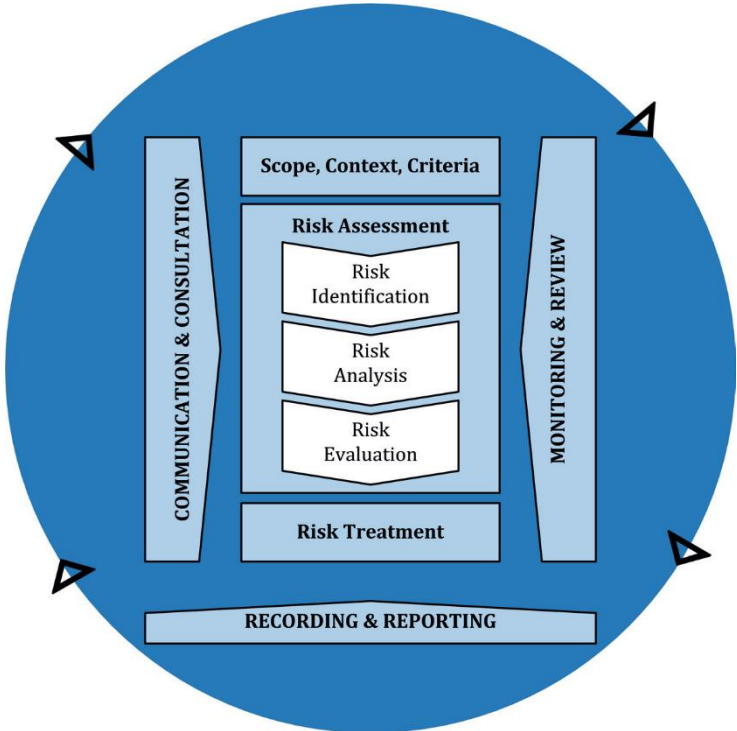 Scope, Context, Criteria
COMMUNICATION & CONSULTATION
Risk Assessment
Risk
Identification
Risk
Analysis
Risk
Evaluation
MONITORING & REVIEW
Risk Treatment
RECORDING & REPORTING